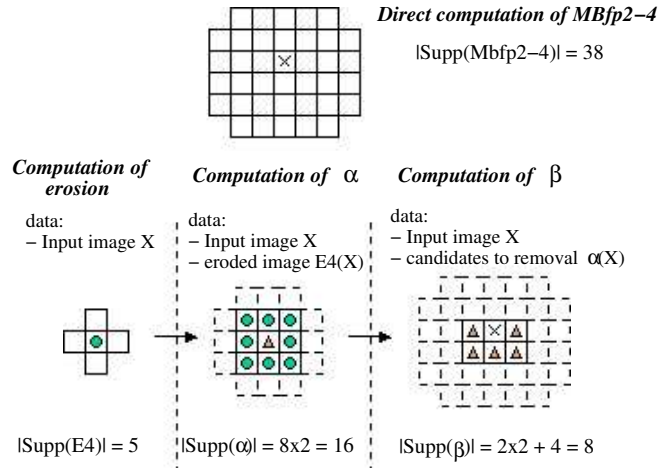 Direct computation of MBfp2−4
|Supp(Mbfp2−4)| = 38
Computation of
erosion
data:
− Input image X
|Supp(E4)| = 5
Computation of α
data:
− Input image X
− eroded image E4(X)
|Supp(α)| = 8x2 = 16
Computation of β
data:
− Input image X
− candidates to removal α(X)
|Supp(β)| = 2x2 + 4 = 8